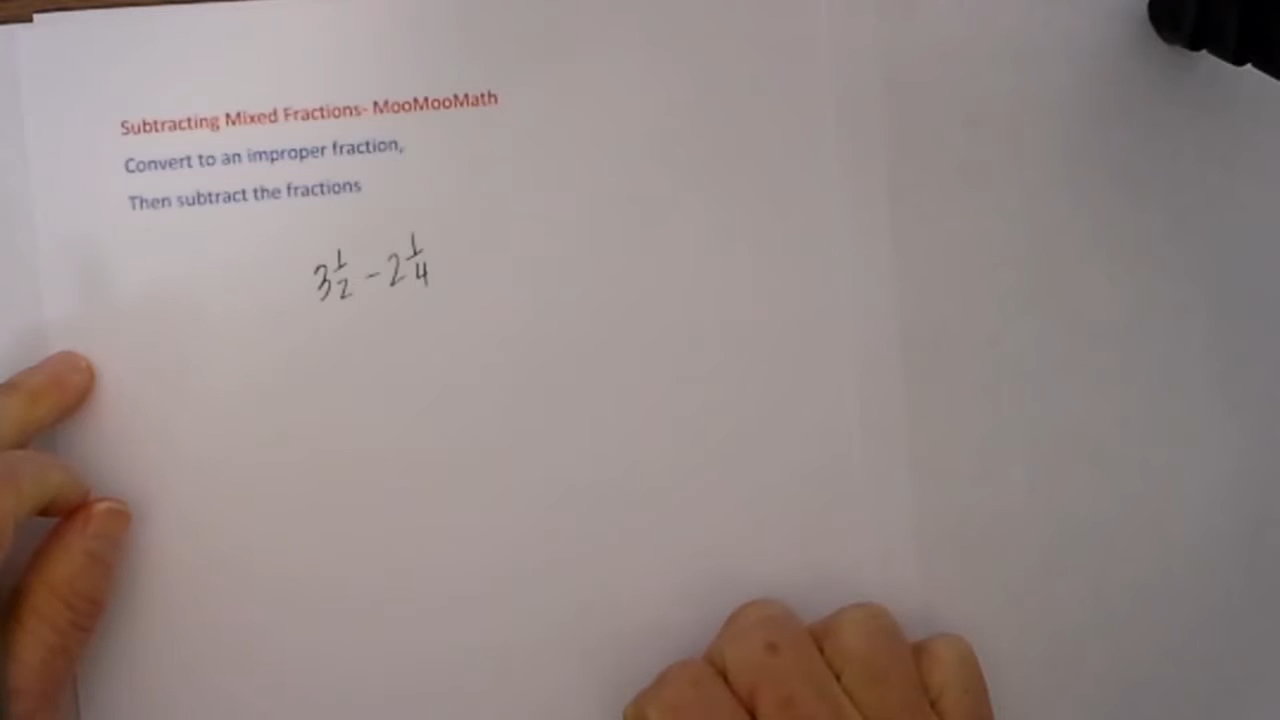 Subtracting Mixed Fractions- MooMooMath
Convert to an improper fraction,
Then subtract the fractions
3 1/2 - 2 1/4